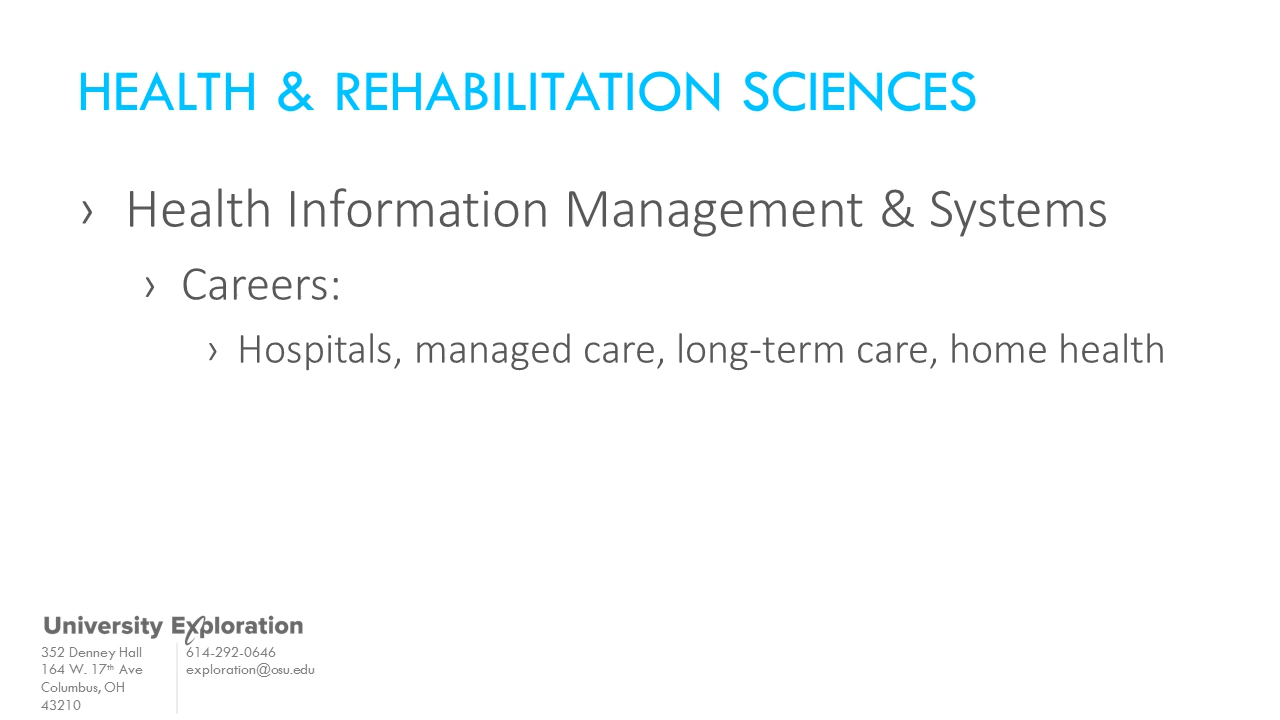 HEALTH & REHABILITATION SCIENCES
› Health Information Management & Systems
› Careers:
› Hospitals, managed care, long-term care, home health
University Exploration
352 Denney Hall
164 W. 17th Ave
Columbus, OH
43210
614-292-0646
exploration@osu.edu